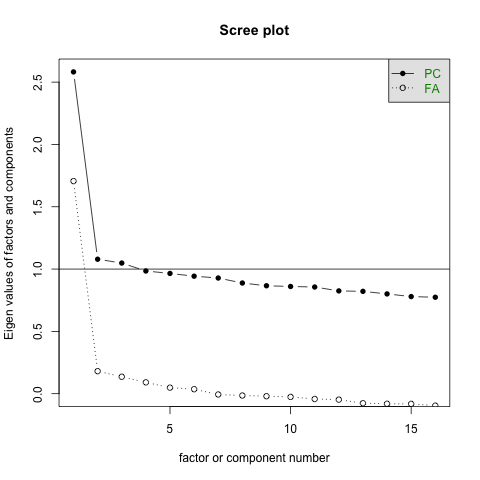 Scree plot
PC
FA
Eigen values of factors and components
2.5
2.0
1.5
1.0
0.5
0.0
5
10
15
factor or component number